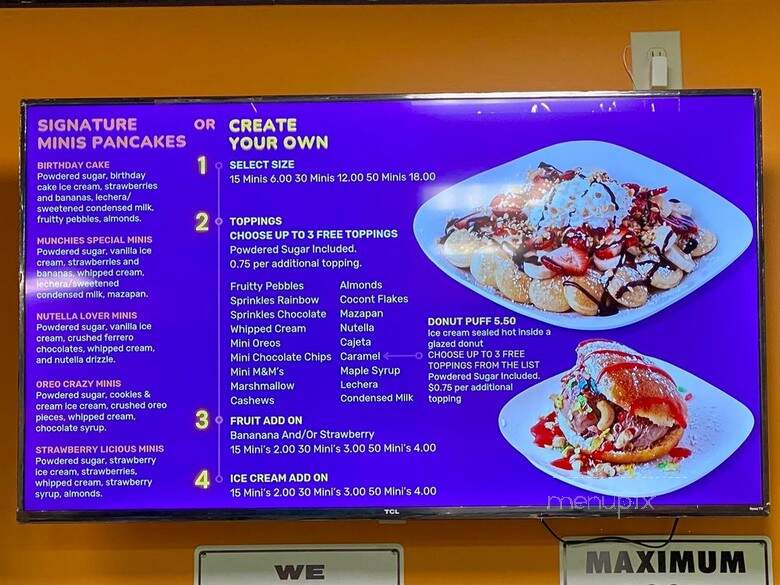 SIGNATURE
MINIS PANCAKES
BIRTHDAY CAKE
Powdered sugar, birthday
cake ice cream, strawberries
and bananas, lechera/
sweetened condensed milk,
fruitty pebbles, almonds.
MUNCHIES SPECIAL MINIS
Powdered sugar, vanilla ice
cream, strawberries and
bananas, whipped cream,
lechera/sweetened
condensed milk, mazapan.
NUTELLA LOVER MINIS
Powdered sugar, vanilla ice
cream, crushed ferrero
chocolates, whipped cream,
and nutella drizzle.
OREO CRAZY MINIS
Powdered sugar, cookies &
cream ice cream, crushed oreo
pieces, whipped cream,
chocolate syrup.
STRAWBERRY LICIOUS MINIS
Powdered sugar, strawberry
ice cream, strawberries,
whipped cream, strawberry
syrup, almonds.
OR
CREATE
YOUR OWN
1
SELECT SIZE
15 Minis 6.00 30 Minis 12.00 50 Minis 18.00
2
TOPPINGS
CHOOSE UP TO 3 FREE TOPPINGS
Powdered Sugar Included.
0.75 per additional topping.
Fruitty Pebbles
Sprinkles Rainbow
Sprinkles Chocolate
Whipped Cream
Mini Oreos
Mini Chocolate Chips
Mini M&M's
Marshmallow
Cashews
Almonds
Cocont Flakes
Mazapan
Nutella
Cajeta
Caramel
Maple Syrup
Lechera
Condensed Milk
DONUT PUFF 5.50
Ice cream sealed hot inside a
glazed donut
CHOOSE UP TO 3 FREE
TOPPINGS FROM THE LIST
Powdered Sugar Included.
$0.75 per additional
topping
3
FRUIT ADD ON
Bananana And/Or Strawberry
15 Mini's 2.00 30 Mini's 3.00 50 Mini's 4.00
4
ICE CREAM ADD ON
15 Mini's 2.00 30 Mini's 3.00 50 Mini's 4.00
menupix
TCL
Roku TV
WE
MAXIMUM